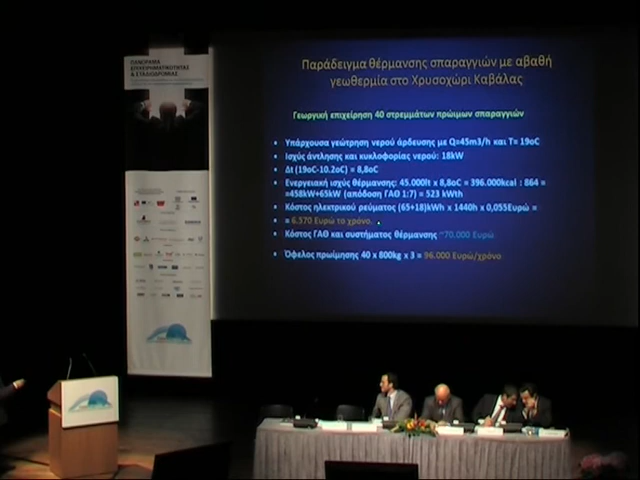 ΠΑΝΟΡΑΜΑ
ΕΠΙΧΕΙΡΗΜΑΤΙΚΟΤΗΤΑΣ
& ΣΤΑΔΙΟΔΡΟΜΙΑΣ
Παράδειγμα θέρμανσης σπαραγγιών με αβαθή
γεωθερμία στο Χρυσοχώρι Καβάλας
Γεωργική επιχείρηση 40 στρεμμάτων πρώιμων σπαραγγιών
• Υπάρχουσα γεώτρηση νερού άρδευσης με Q=45m3/h και T= 19oC
• Ισχύς άντλησης και κυκλοφορίας νερού: 18kW
• Δt (19oC-10.2oC) = 8,8oC
• Ενεργειακή ισχύς θέρμανσης: 45.000lt x 8,8oC = 396.000kcal : 864 =
=458kW+65kW (απόδοση ΓΑΘ 1:7) = 523 kWth
• Κόστος ηλεκτρικού ρεύματος (65+18)kWh x 1440h x 0,055Ευρώ =
• = 6.570 Ευρώ το χρόνο.
• Κόστος ΓΑΘ και συστήματος θέρμανσης ~70.000 Ευρώ
• Όφελος πρωίμησης 40 x 800kg x 3 = 96.000 Ευρώ/χρόνο